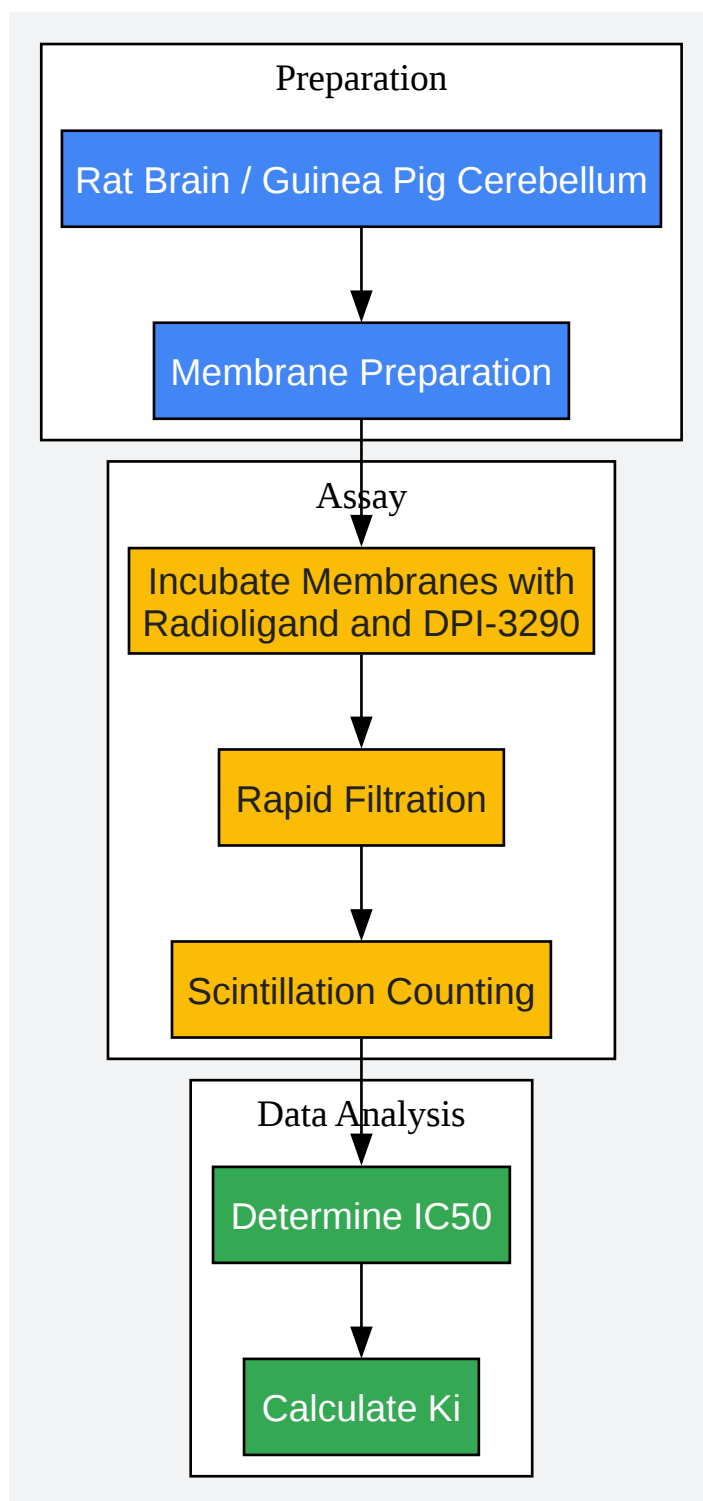 Preparation
Rat Brain / Guinea Pig Cerebellum
Membrane Preparation
Assay
Incubate Membranes with
Radioligand and DPI-3290
Rapid Filtration
Scintillation Counting
Data Analysis
Determine IC50
Calculate Ki